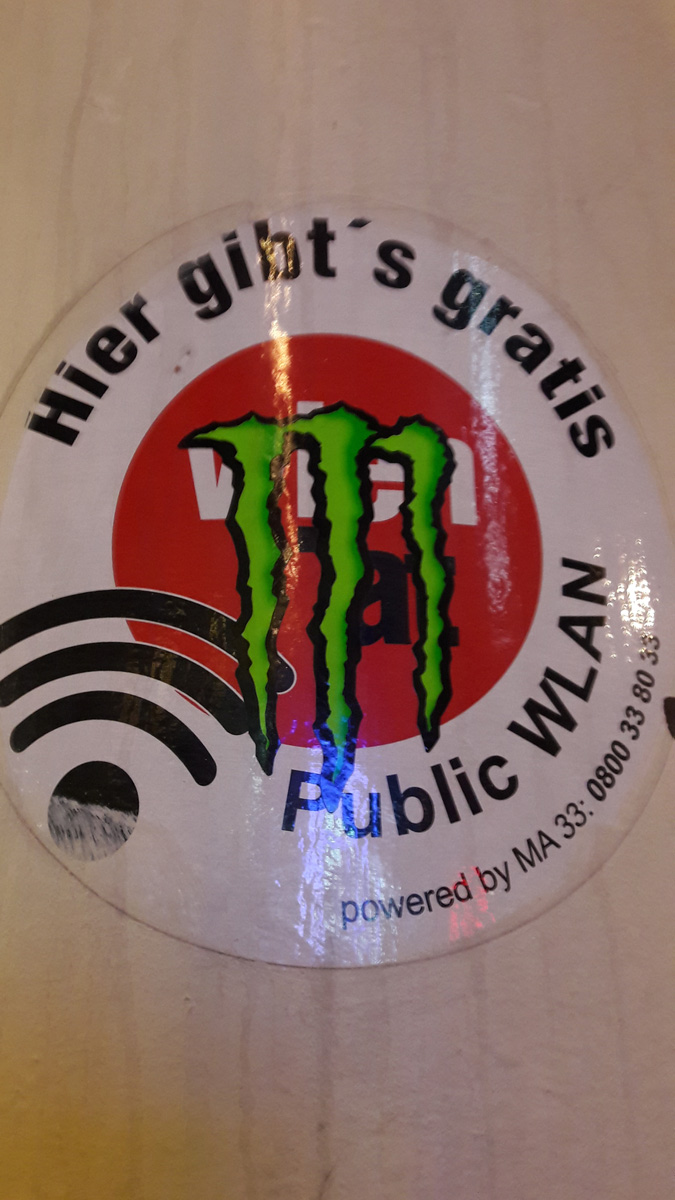 Hier gibt´s gratis
Public WLAN
powered by MA 33: 0800 33 80 33